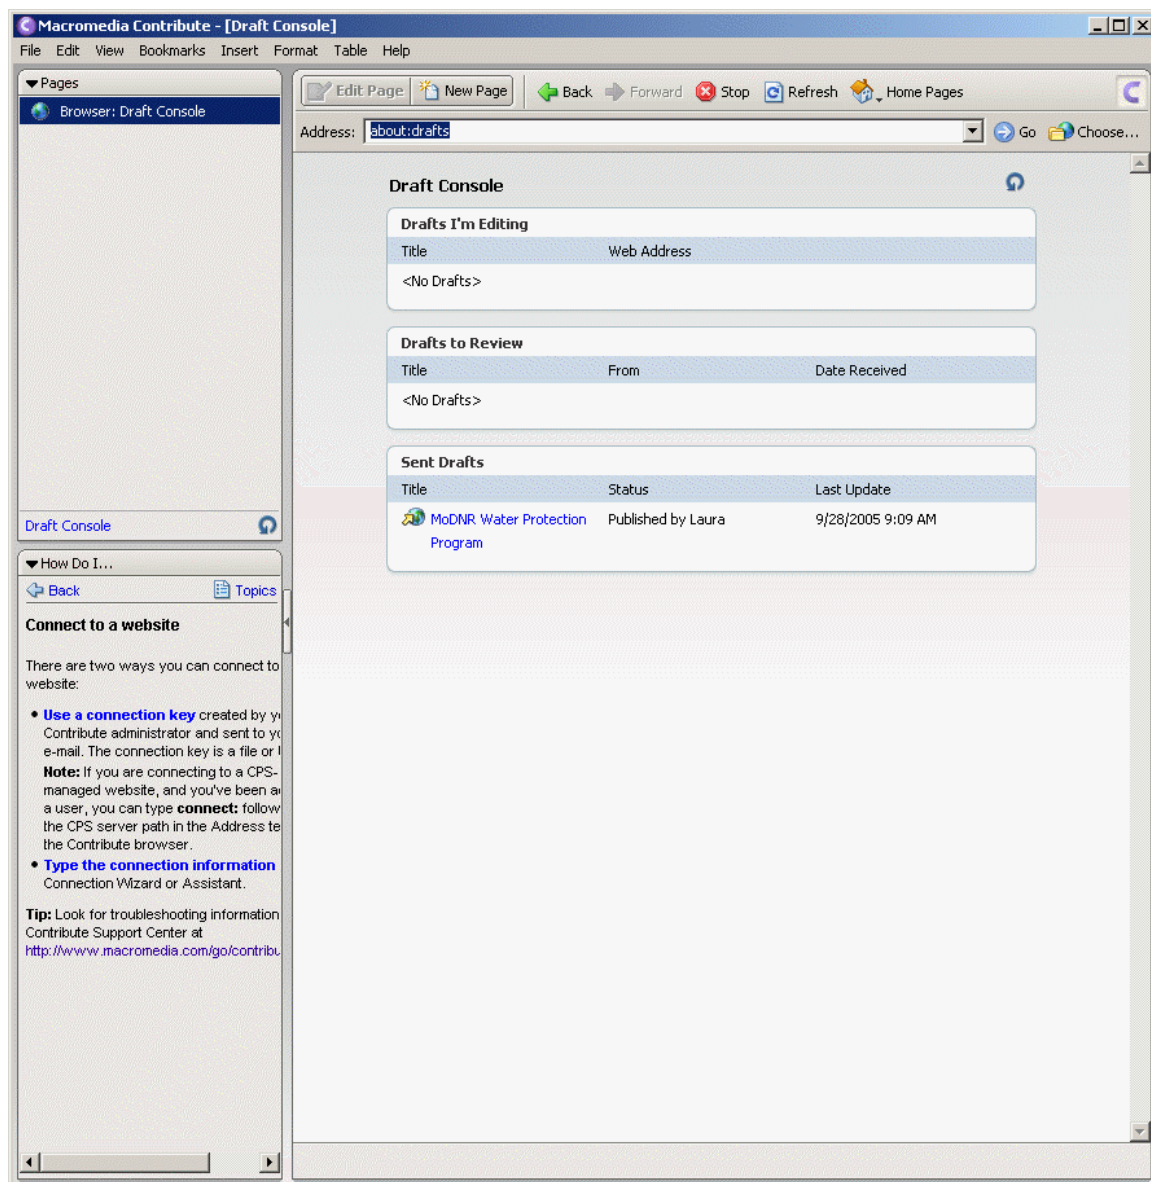 Macromedia Contribute - [Draft Console]
File Edit View Bookmarks Insert Format Table Help
Pages
Browser: Draft Console
Draft Console
How Do I...
Back Topics
Connect to a website
There are two ways you can connect to
website:
Use a connection key created by
Contribute administrator and sent to
e-mail. The connection key is a file or
Note: If you are connecting to a CPS-
managed website, and you've been
a user, you can type connect: follow
the CPS server path in the Address te
the Contribute browser.
Type the connection information
Connection Wizard or Assistant.
Tip: Look for troubleshooting information
Contribute Support Center at
http://www.macromedia.com/go/contribu
Edit Page New Page Back Forward Stop Refresh Home Pages
Address: about:drafts Go Choose...
Draft Console
Drafts I'm Editing
Title Web Address
<No Drafts>
Drafts to Review
Title From Date Received
<No Drafts>
Sent Drafts
Title Status Last Update
MoDNR Water Protection Published by Laura 9/28/2005 9:09 AM
Program